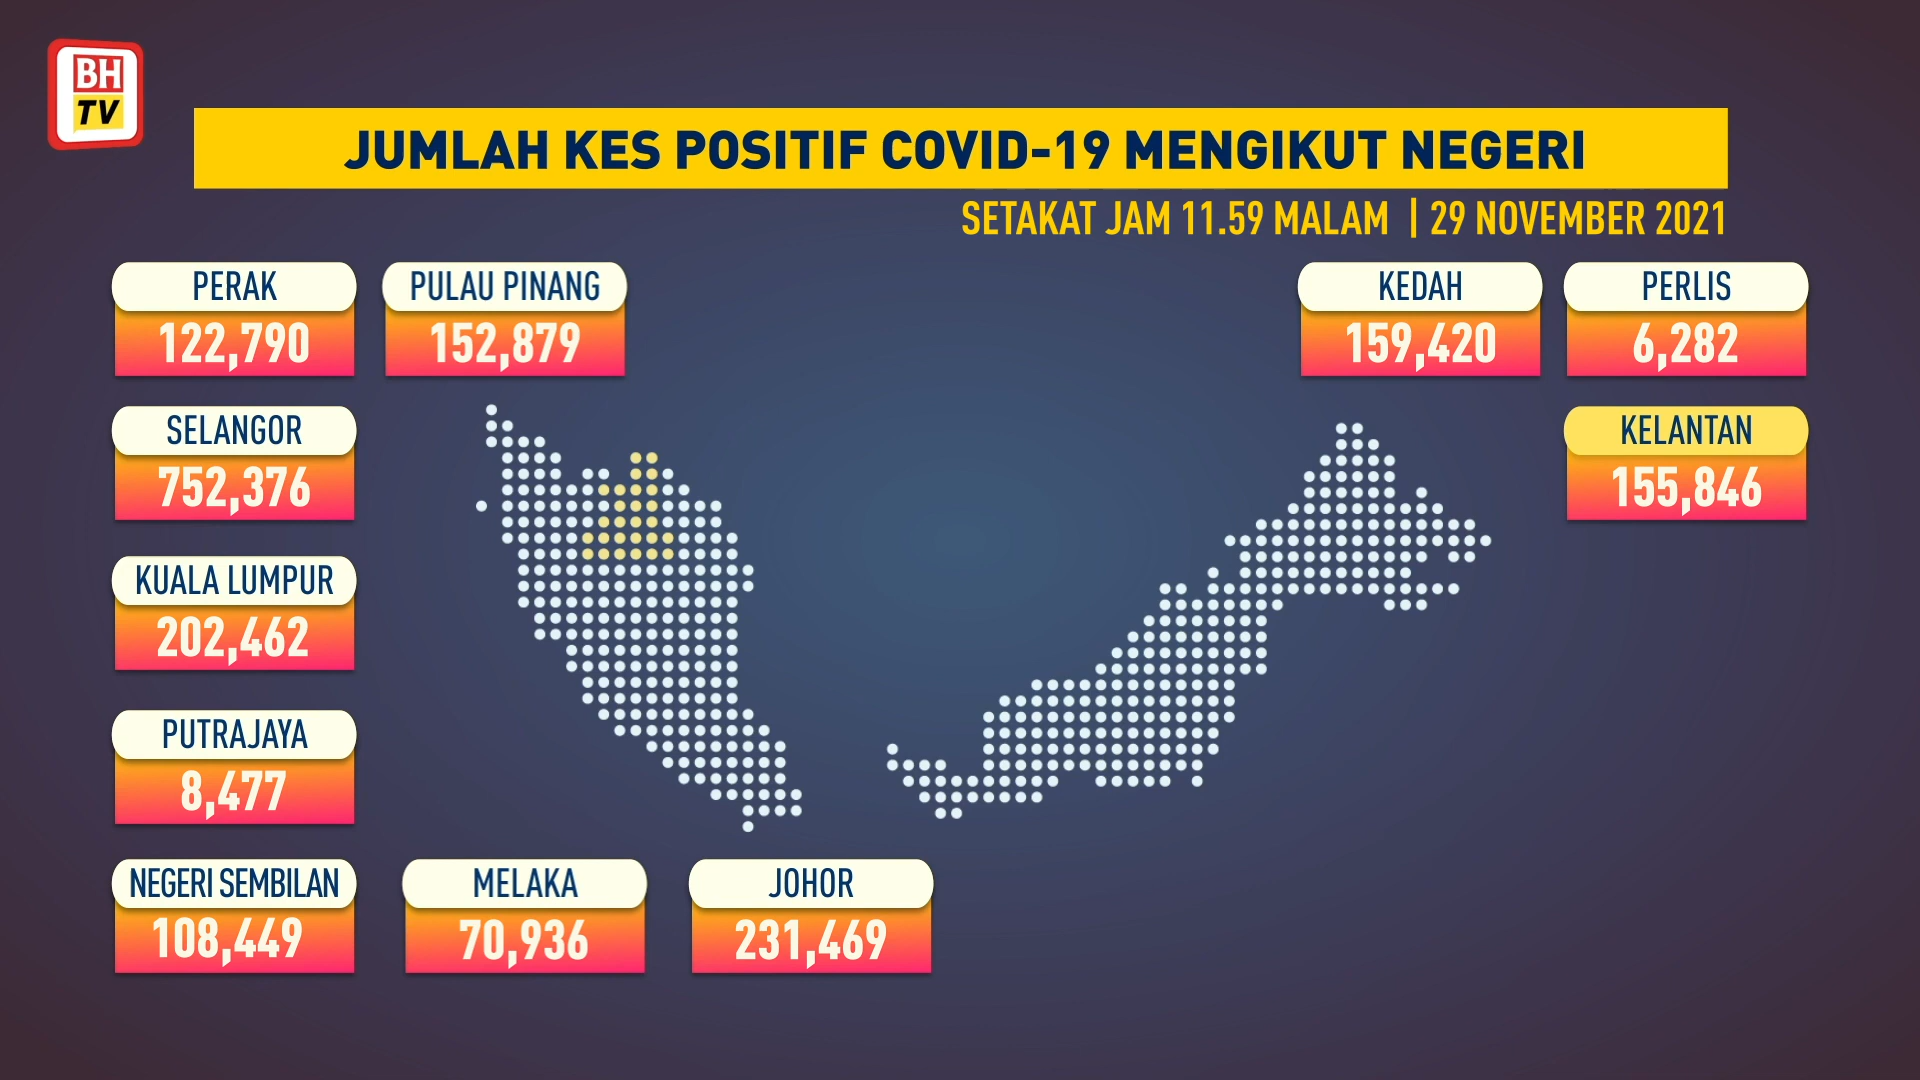 BH
TV
JUMLAH KES POSITIF COVID-19 MENGIKUT NEGERI
SETAKAT JAM 11.59 MALAM | 29 NOVEMBER 2021
PERAK
122,790
PULAU PINANG
152,879
KEDAH
159,420
PERLIS
6,282
SELANGOR
752,376
KELANTAN
155,846
KUALA LUMPUR
202,462
PUTRAJAYA
8,477
NEGERI SEMBILAN
108,449
MELAKA
70,936
JOHOR
231,469